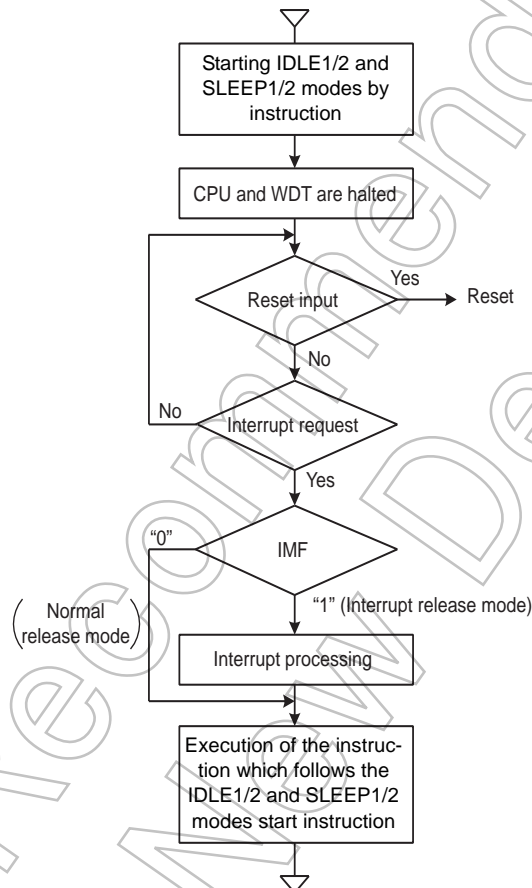 Starting IDLE1/2 and
SLEEP1/2 modes by
instruction
CPU and WDT are halted
Reset input
Yes
Reset
No
Interrupt request
No
Yes
IMF
“0”
“1” (Interrupt release mode)
Normal
release mode
Interrupt processing
Execution of the instruc-
tion which follows the
IDLE1/2 and SLEEP1/2
modes start instruction